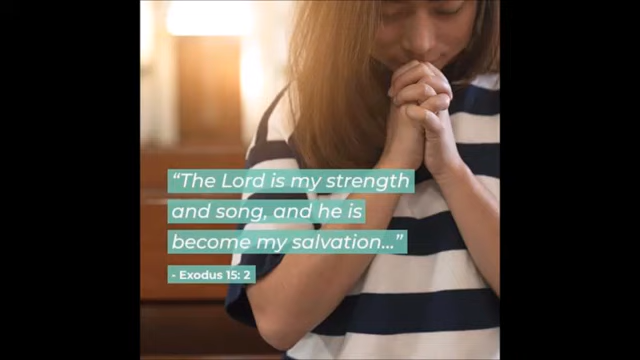 “The Lord is my strength
and song, and he is
become my salvation...”
- Exodus 15: 2